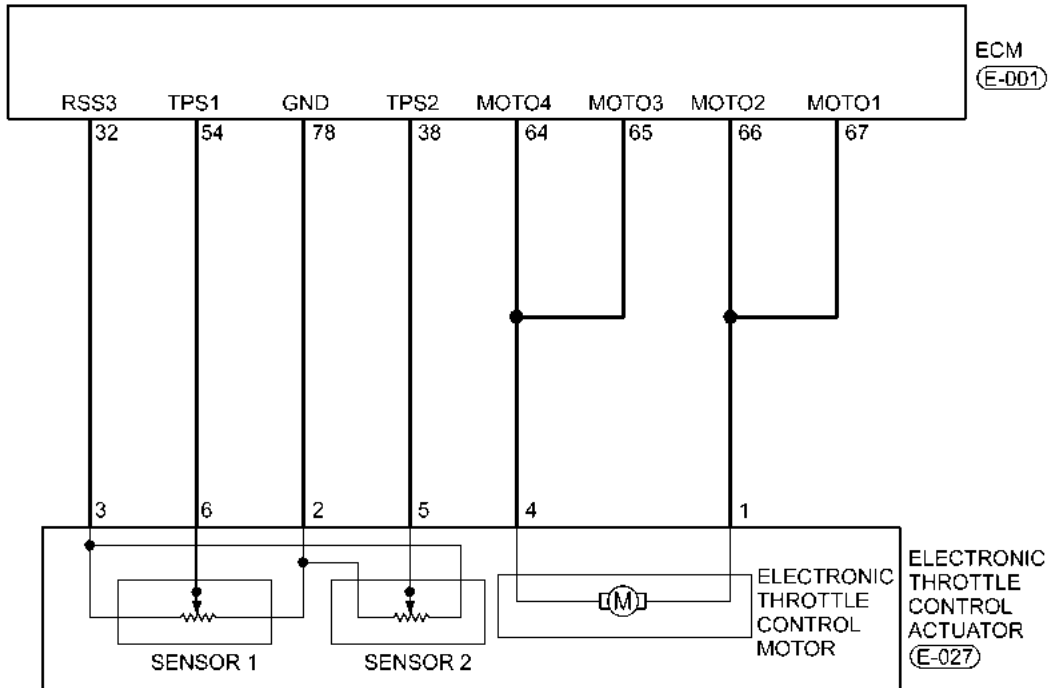 ECM
E-001
RSS3 TPS1 GND TPS2 MOTO4 MOTO3 MOTO2 MOTO1
32 54 78 38 64 65 66 67
3 6 2 5 4 1
ELECTRONIC
THROTTLE
CONTROL
ACTUATOR
E-027
ELECTRONIC
THROTTLE
CONTROL
MOTOR
M
SENSOR 1 SENSOR 2